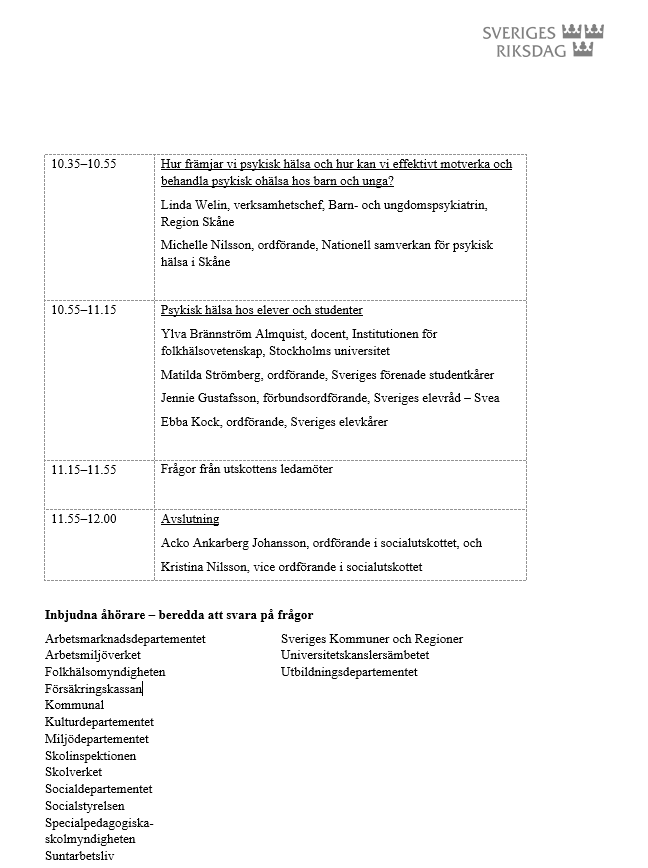 SVERIGES
RIKSDAG
10.35–10.55
Hur främjar vi psykisk hälsa och hur kan vi effektivt motverka och
behandla psykisk ohälsa hos barn och unga?
Linda Welin, verksamhetschef, Barn- och ungdomspsykiatrin,
Region Skåne
Michelle Nilsson, ordförande, Nationell samverkan för psykisk
hälsa i Skåne
10.55–11.15
Psykisk hälsa hos elever och studenter
Ylva Brännström Almquist, docent, Institutionen för
folkhälsovetenskap, Stockholms universitet
Matilda Strömberg, ordförande, Sveriges förenade studentkårer
Jennie Gustafsson, förbundsordförande, Sveriges elevråd – Svea
Ebba Kock, ordförande, Sveriges elevkårer
11.15–11.55
Frågor från utskottens ledamöter
11.55–12.00
Avslutning
Acko Ankarberg Johansson, ordförande i socialutskottet, och
Kristina Nilsson, vice ordförande i socialutskottet
Inbjudna åhörare – beredda att svara på frågor
Arbetsmarknadsdepartementet
Arbetsmiljöverket
Folkhälsomyndigheten
Försäkringskassan
Kommunal
Kulturdepartementet
Miljödepartementet
Skolinspektionen
Skolverket
Socialdepartementet
Socialstyrelsen
Specialpedagogiska-
skolmyndigheten
Suntarbetsliv
Sveriges Kommuner och Regioner
Universitetskanslersämbetet
Utbildningsdepartementet